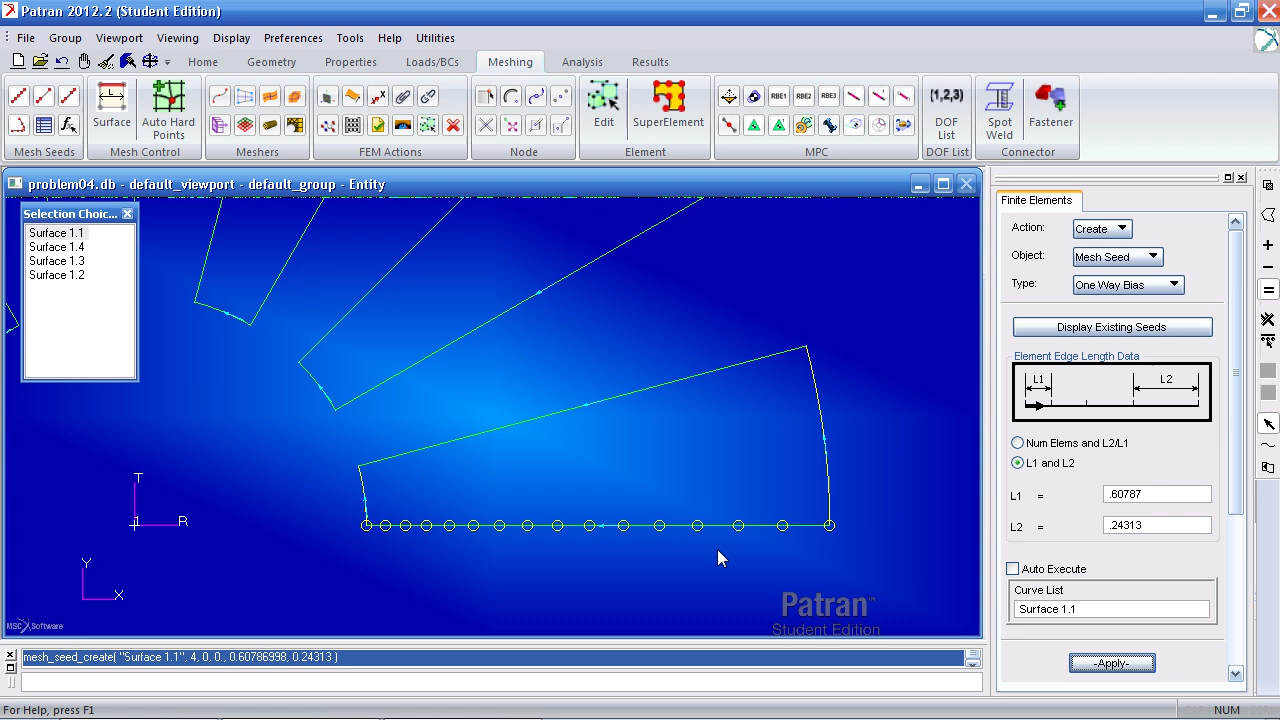 Patran 2012.2 (Student Edition)
File Group Viewport Viewing Display Preferences Tools Help Utilities
Home Geometry Properties Loads/BCs Meshing Analysis Results
Surface Auto Hard Points RBE1 RBE2 RBE3 Edit SuperElement (1,2,3) DOF List Spot Weld Fastener
Mesh Seeds Mesh Control Meshers FEM Actions Node Element MPC DOF List Connector
problem04.db - default_viewport - default_group - Entity
Selection Choic...
Surface 1.1
Surface 1.4
Surface 1.3
Surface 1.2
T
R
Y
X
MSC Software
Patran™
Student Edition
Finite Elements
Action: Create
Object: Mesh Seed
Type: One Way Bias
Display Existing Seeds
Element Edge Length Data
L1 L2
Num Elems and L2/L1
L1 and L2
L1 = .60787
L2 = .24313
Auto Execute
Curve List
Surface 1.1
-Apply-
mesh_seed_create( "Surface 1.1", 4, 0, 0., 0.60786998, 0.24313 )
For Help, press F1
NUM